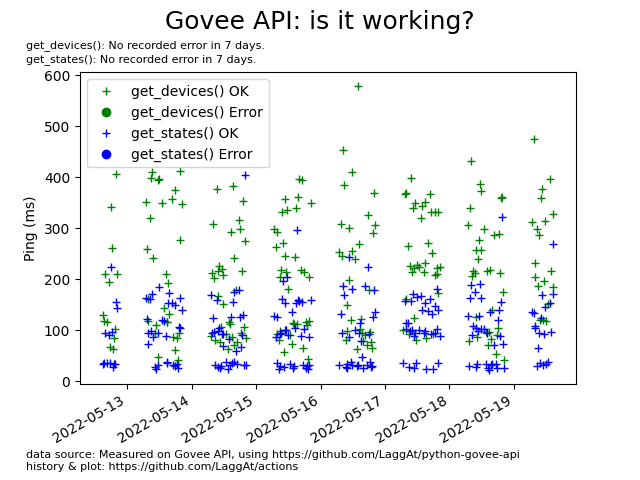 Govee API: is it working?
get_devices(): No recorded error in 7 days.
get_states(): No recorded error in 7 days.
600
500
400
300
200
100
0
Ping (ms)
get_devices() OK
get_devices() Error
get_states() OK
get_states() Error
2022-05-13
2022-05-14
2022-05-15
2022-05-16
2022-05-17
2022-05-18
2022-05-19
data source: Measured on Govee API, using https://github.com/LaggAt/python-govee-api
history & plot: https://github.com/LaggAt/actions